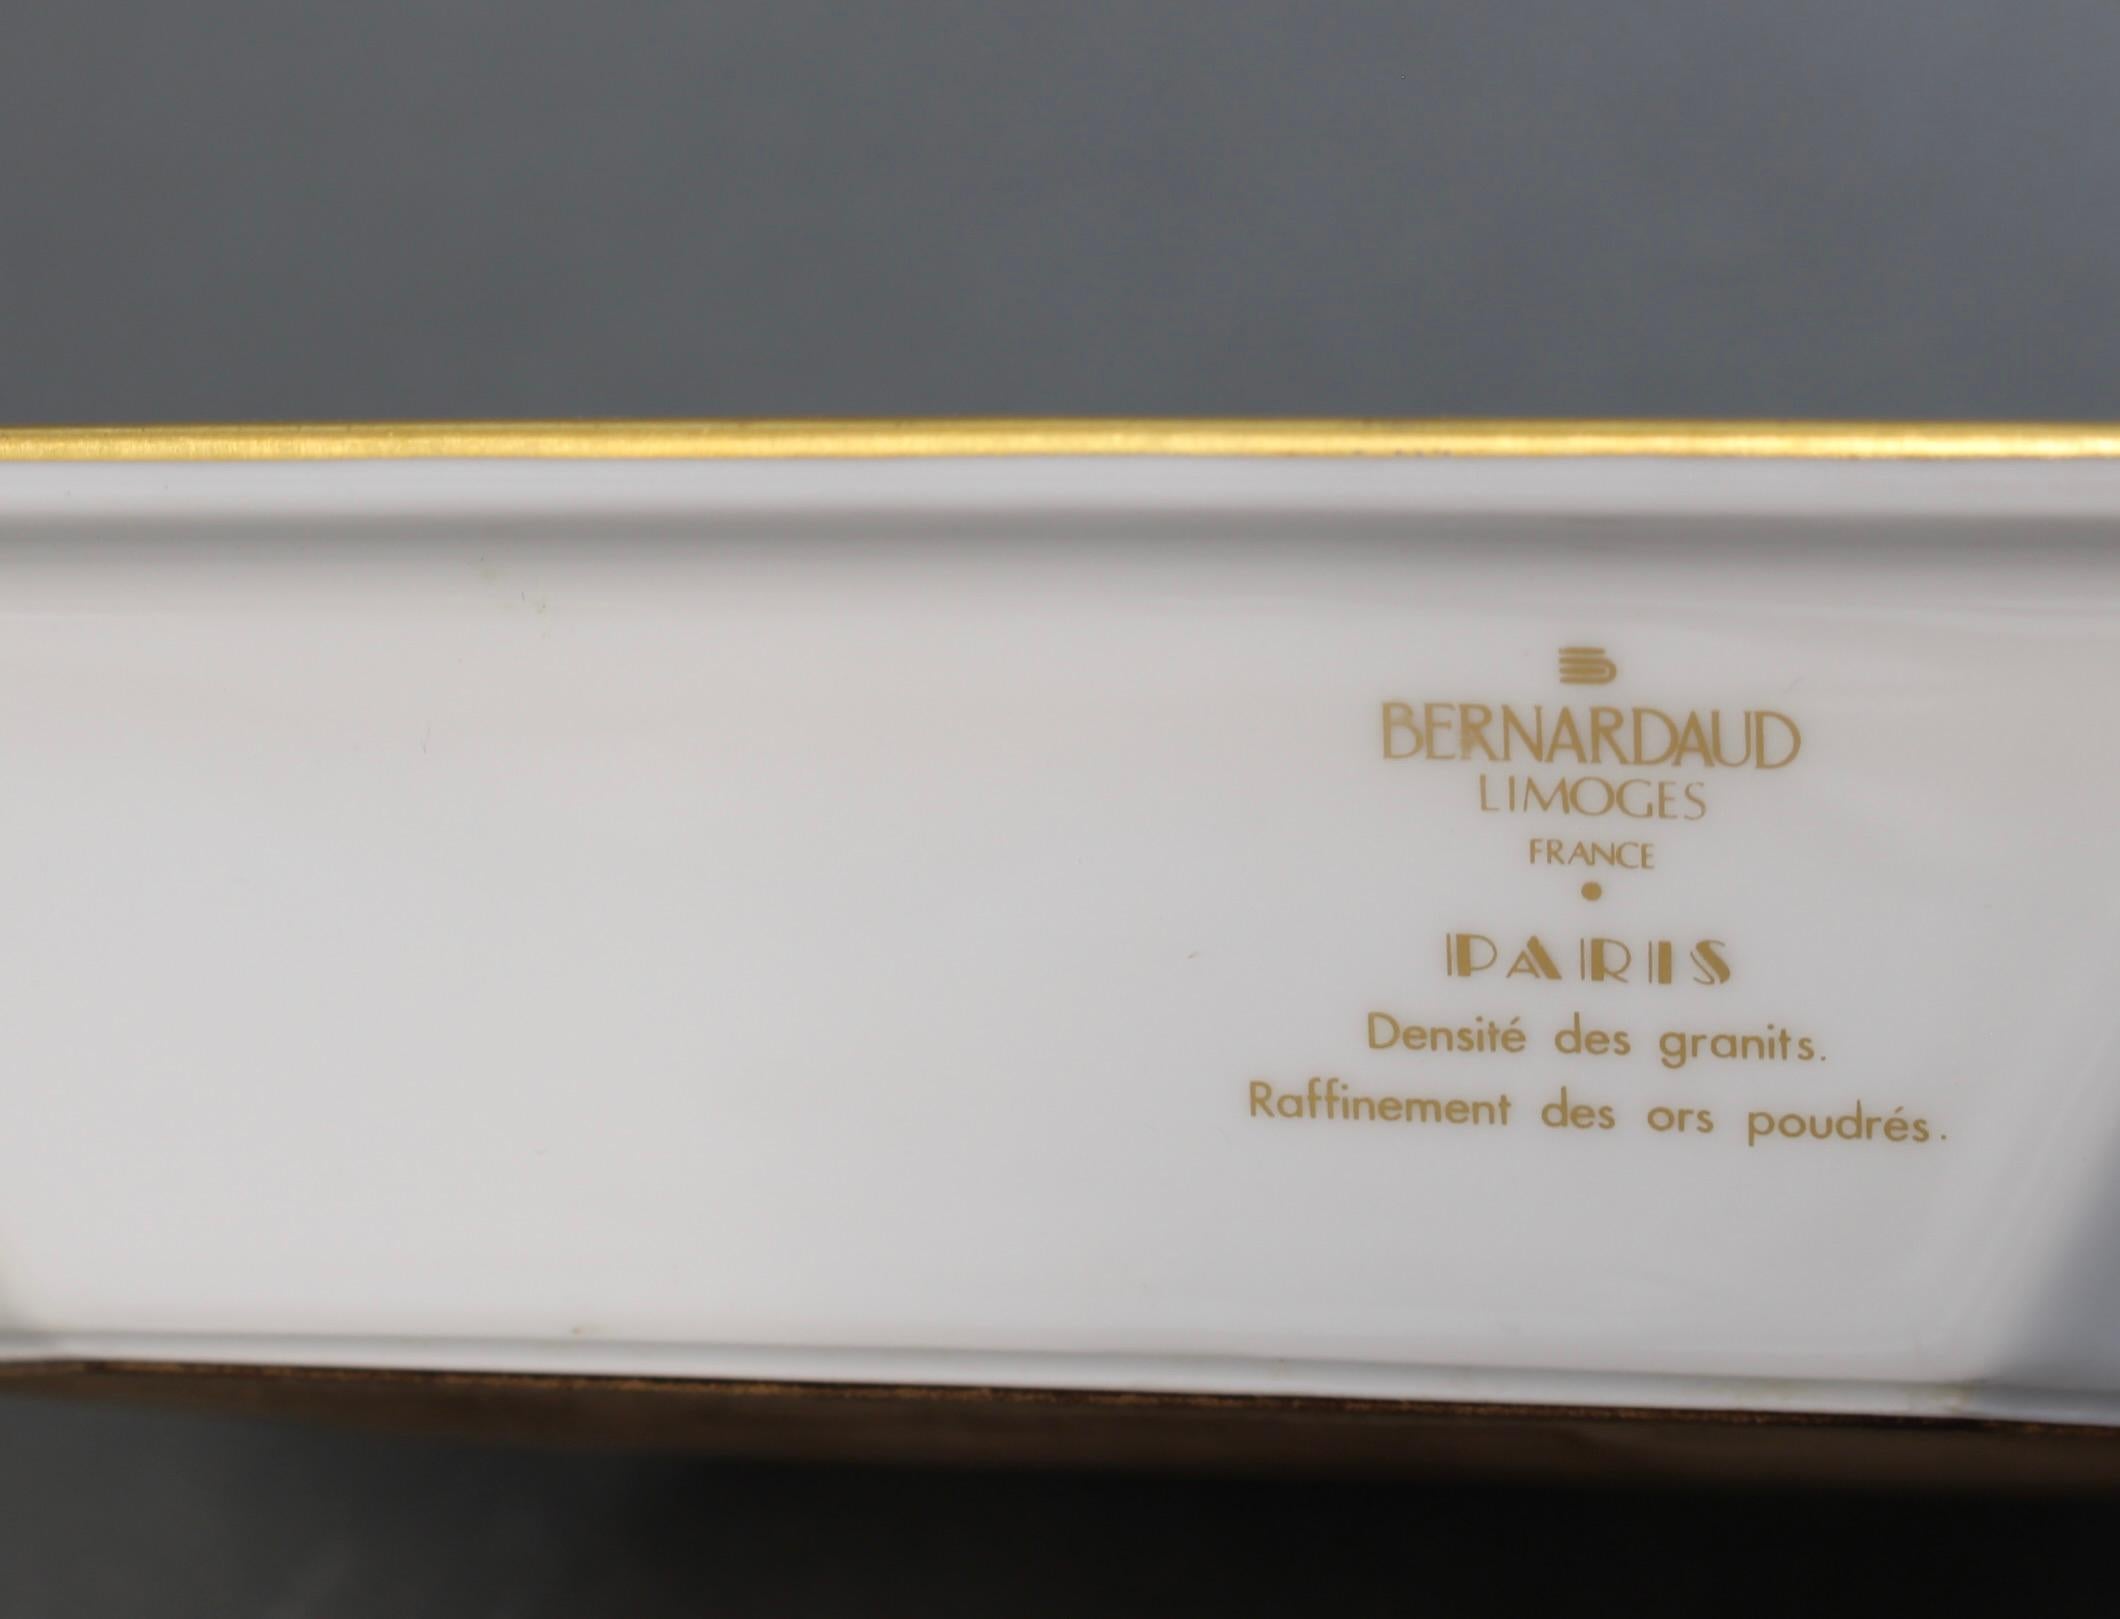 BERNARDAUD
LIMOGES
FRANCE
PARIS
Densité des granits.
Raffinement des ors poudrés.